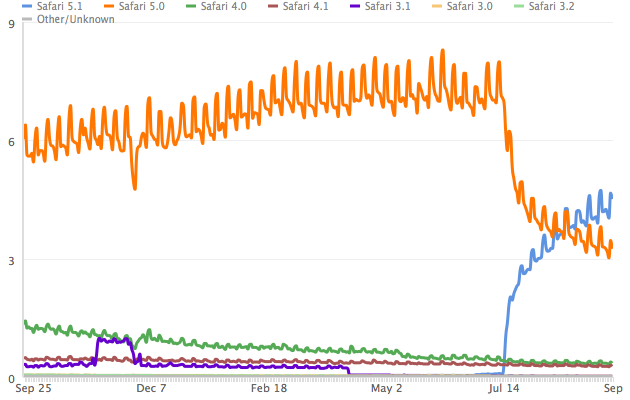 Safari 5.1 Safari 5.0 Safari 4.0 Safari 4.1 Safari 3.1 Safari 3.0 Safari 3.2
Other/Unknown
9
6
3
0
Sep 25 Dec 7 Feb 18 May 2 Jul 14 Sep